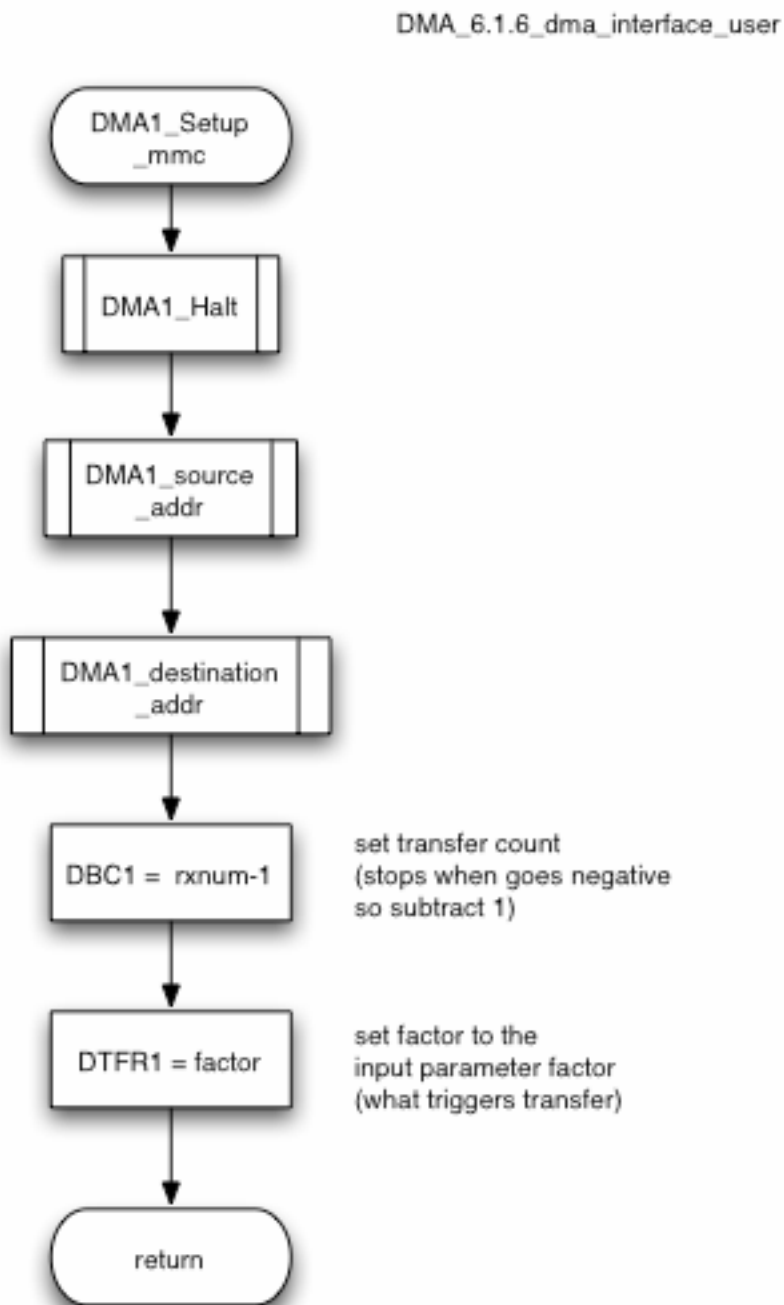 DMA_6.1.6_dma_interface_user
DMA1_Setup
_mmc
DMA1_Halt
DMA1_source
_addr
DMA1_destination
_addr
DBC1 = rxnum-1
set transfer count
(stops when goes negative
so subtract 1)
DTFR1 = factor
set factor to the
input parameter factor
(what triggers transfer)
return